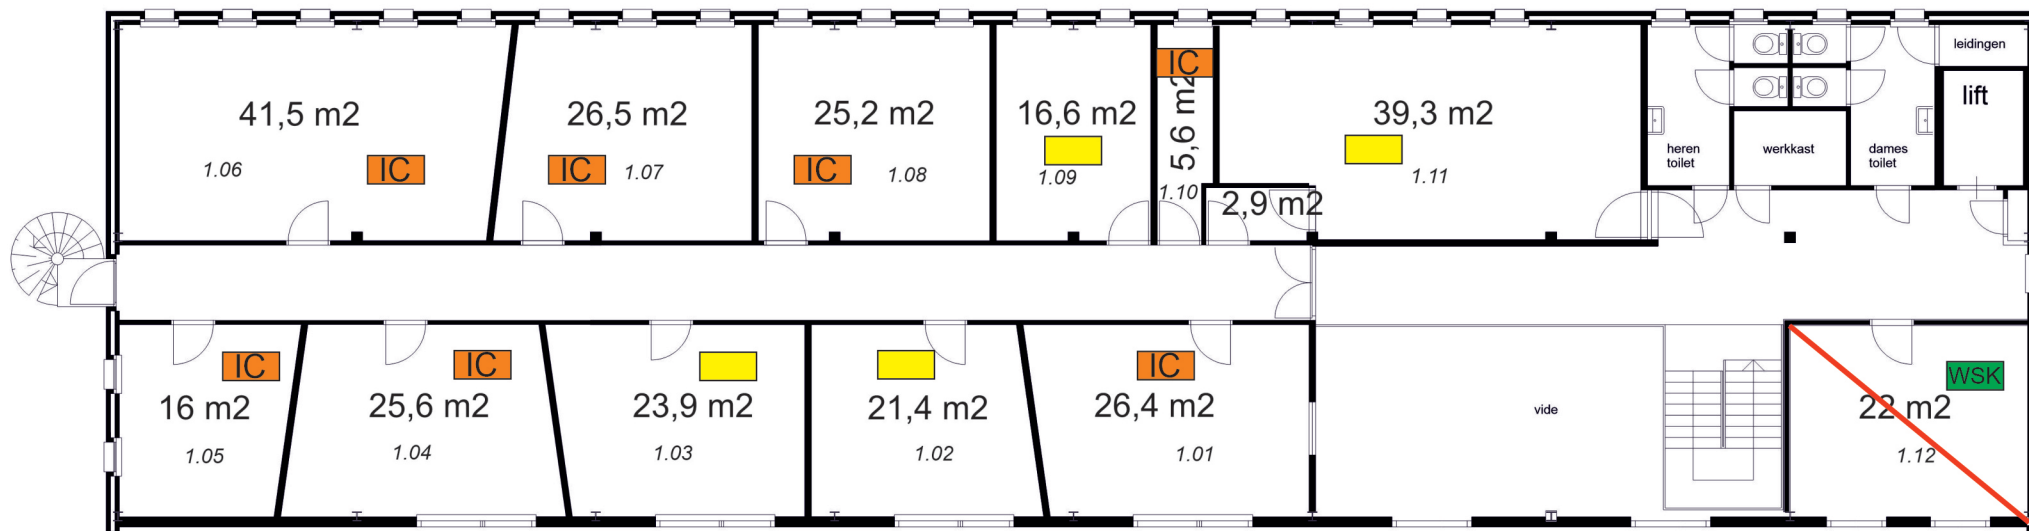 41,5 m2
1.06
IC
26,5 m2
IC
1.07
25,2 m2
IC
1.08
16,6 m2
1.09
IC
5,6 m2
1.10
2,9 m2
39,3 m2
1.11
heren
toilet
werkkast
dames
toilet
leidingen
lift
IC
16 m2
1.05
IC
25,6 m2
1.04
23,9 m2
1.03
21,4 m2
1.02
IC
26,4 m2
1.01
vide
WSK
22 m2
1.12